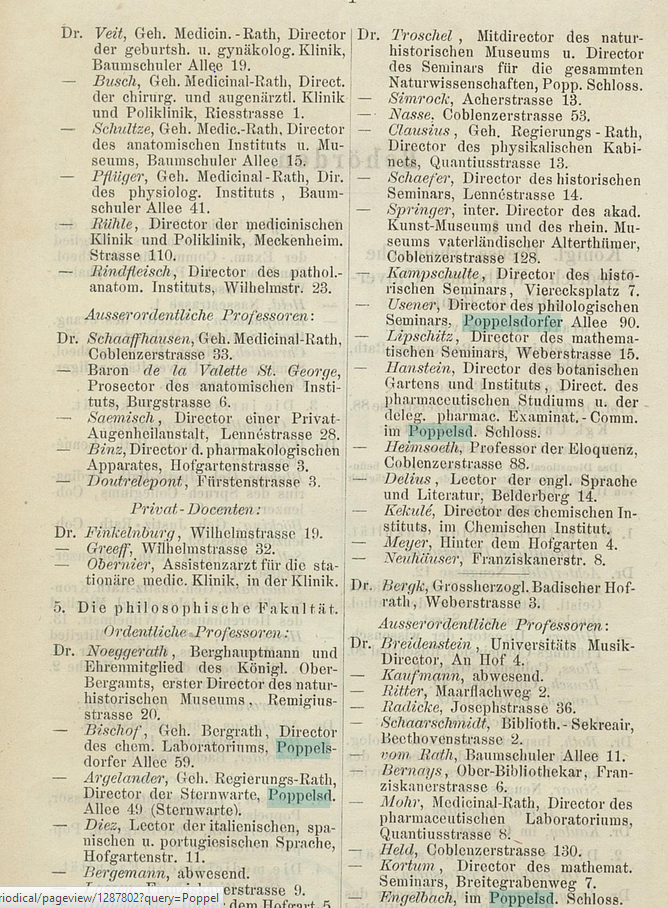 Dr. Veit, Geh. Medicin.-Rath, Director
der geburtsh. u. gynäkolog. Klinik,
Baumschuler Allee 19.
— Busch, Geh. Medicinal-Rath, Direct.
der chirurg. und augenärztl. Klinik
und Poliklinik, Riesstrasse 1.
— Schultze, Geh. Medic.-Rath, Director
des anatomischen Instituts u. Mu-
seums, Baumschuler Allee 15.
— Pflüger, Geh. Medicinal-Rath, Dir.
des physiolog. Instituts, Baum-
schuler Allee 41.
— Rühle, Director der medicinischen
Klinik und Poliklinik, Meckenheim.
Strasse 110.
— Rindfleisch, Director des pathol.-
anatom. Instituts, Wilhelmstr. 23.
Ausserordentliche Professoren:
Dr. Schaaffhausen, Geh. Medicinal-Rath,
Coblenzerstrasse 33.
— Baron de la Valette St. George,
Prosector des anatomischen Insti-
tuts, Burgstrasse 6.
— Saemisch, Director einer Privat-
Augenheilanstalt, Lennéstrasse 28.
— Binz, Director d. pharmakologischen
Apparates, Hofgartenstrasse 3.
— Doutrelepont, Fürstenstrasse 3.
Privat-Docenten:
Dr. Finkelnburg, Wilhelmstrasse 19.
— Greeff, Wilhelmstrasse 32.
— Obernier, Assistenzarzt für die sta-
tionäre medic. Klinik, in der Klinik.
5. Die philosophische Fakultät.
Ordentliche Professoren:
Dr. Noeggerath, Berghauptmann und
Ehrenmitglied des Königl. Ober-
Bergamts, erster Director des natur-
historischen Museums, Remigius-
strasse 20.
— Bischof, Geh. Bergrath, Director
des chem. Laboratoriums, Poppels-
dorfer Allee 59.
— Argelander, Geh. Regierungs-Rath,
Director der Sternwarte, Poppelsd.
Allee 49 (Sternwarte).
— Diez, Lector der italienischen, spa-
nischen u. portugiesischen Sprache,
Hofgartenstr. 11.
— Bergemann, abwesend.
erstrasse 9.
dem Hofgart. 5
Dr. Troschel, Mitdirector des natur-
historischen Museums u. Director
des Seminars für die gesammten
Naturwissenschaften, Popp. Schloss.
— Simrock, Acherstrasse 13.
— Nasse, Coblenzerstrasse 53.
— Clausius, Geh. Regierungs-Rath,
Director des physikalischen Kabi-
nets, Quantiusstrasse 13.
— Schaefer, Director des historischen
Seminars, Lennéstrasse 14.
— Springer, inter. Director des akad.
Kunst-Museums und des rhein. Mu-
seums vaterländischer Alterthümer,
Coblenzerstrasse 128.
— Kampschulte, Director des histo-
rischen Seminars, Vierecksplatz 7.
— Usener, Director des philologischen
Seminars, Poppelsdorfer Allee 90.
— Lipschitz, Director des mathema-
tischen Seminars, Weberstrasse 15.
— Hanstein, Director des botanischen
Gartens und Instituts, Direct. des
pharmaceutischen Studiums u. der
deleg. pharmac. Examinat.-Comm.
im Poppelsd. Schloss.
— Heimsoeth, Professor der Eloquenz,
Coblenzerstrasse 88.
— Delius, Lector der engl. Sprache
und Literatur, Belderberg 14.
— Kekulé, Director des chemischen In-
stituts, im Chemischen Institut.
— Meyer, Hinter dem Hofgarten 4.
— Neuhäuser, Franziskanerstr. 8.
Dr. Bergk, Grossherzogl. Badischer Hof-
rath, Weberstrasse 3.
Ausserordentliche Professoren:
Dr. Breidenstein, Universitäts Musik-
Director, An Hof 4.
— Kaufmann, abwesend.
— Ritter, Maarflachweg 2.
— Radicke, Josephstrasse 36.
— Schaarschmidt, Biblioth.-Sekreair,
Beethovenstrasse 2.
— vom Rath, Baumschuler Allee 11.
— Bernays, Ober-Bibliothekar, Fran-
ziskanerstrasse 6.
— Mohr, Medicinal-Rath, Director des
pharmaceutischen Laboratoriums,
Quantiusstrasse 8.
— Held, Coblenzerstrasse 130.
— Kortum, Director des mathemat.
Seminars, Breitegrabenweg 7.
— Engelbach, im Poppelsd. Schloss.
riodical/pageview/1287802?query=Poppel